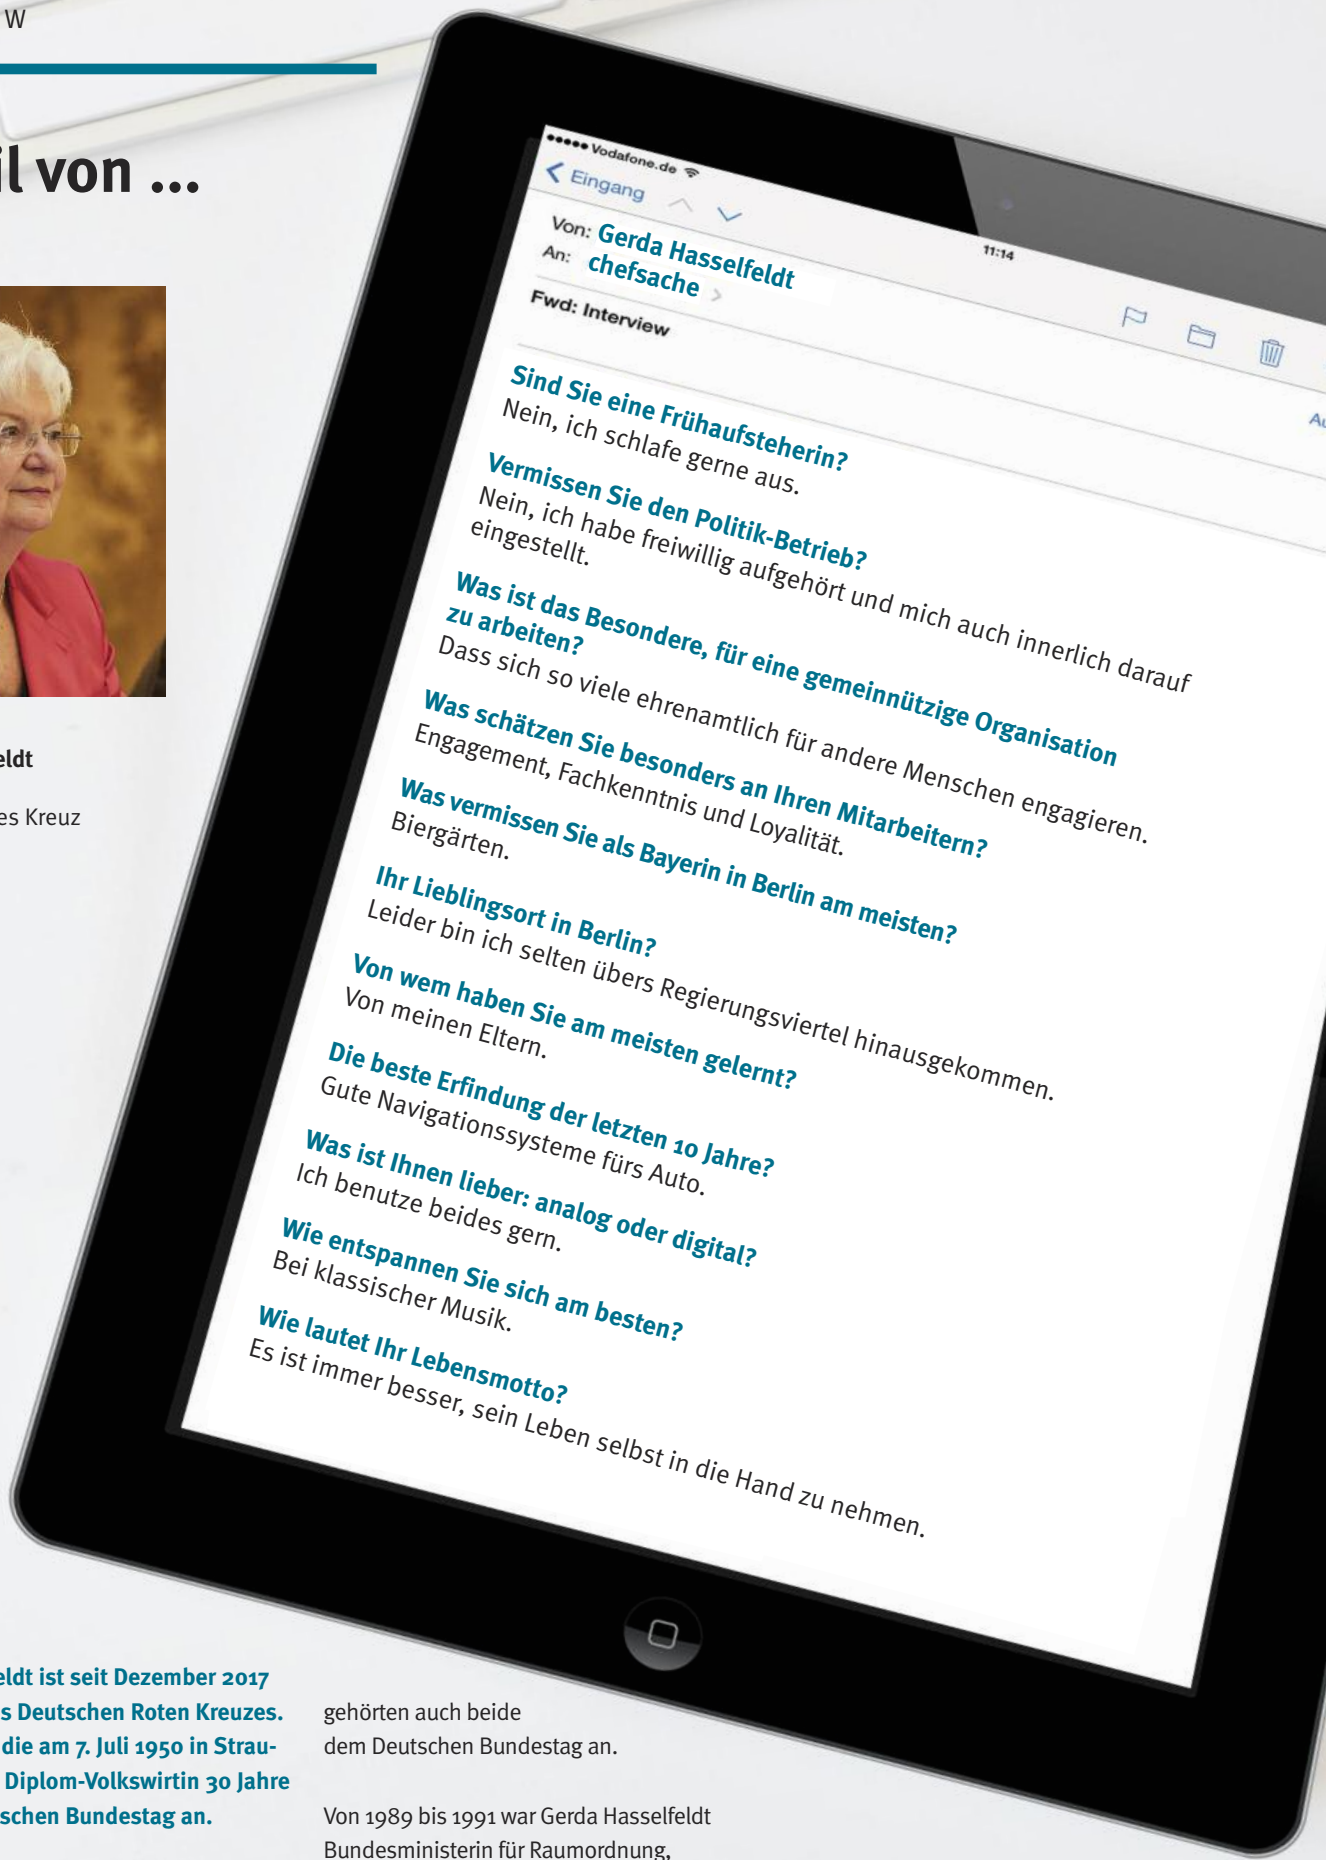 W
il von ...
eldt
es Kreuz
Vodafone.de
11:14
Eingang
Von: Gerda Hasselfeldt
An: chefsache
Fwd: Interview
Sind Sie eine Frühaufsteherin?
Nein, ich schlafe gerne aus.
Vermissen Sie den Politik-Betrieb?
Nein, ich habe freiwillig aufgehört und mich auch innerlich darauf
eingestellt.
Was ist das Besondere, für eine gemeinnützige Organisation
zu arbeiten?
Dass sich so viele ehrenamtlich für andere Menschen engagieren.
Was schätzen Sie besonders an Ihren Mitarbeitern?
Engagement, Fachkenntnis und Loyalität.
Was vermissen Sie als Bayerin in Berlin am meisten?
Biergärten.
Ihr Lieblingsort in Berlin?
Leider bin ich selten übers Regierungsviertel hinausgekommen.
Von wem haben Sie am meisten gelernt?
Von meinen Eltern.
Die beste Erfindung der letzten 10 Jahre?
Gute Navigationssysteme fürs Auto.
Was ist Ihnen lieber: analog oder digital?
Ich benutze beides gern.
Wie entspannen Sie sich am besten?
Bei klassischer Musik.
Wie lautet Ihr Lebensmotto?
Es ist immer besser, sein Leben selbst in die Hand zu nehmen.
eldt ist seit Dezember 2017
s Deutschen Roten Kreuzes.
die am 7. Juli 1950 in Strau-
Diplom-Volkswirtin 30 Jahre
schen Bundestag an.
gehörten auch beide
dem Deutschen Bundestag an.
Von 1989 bis 1991 war Gerda Hasselfeldt
Bundesministerin für Raumordnung,